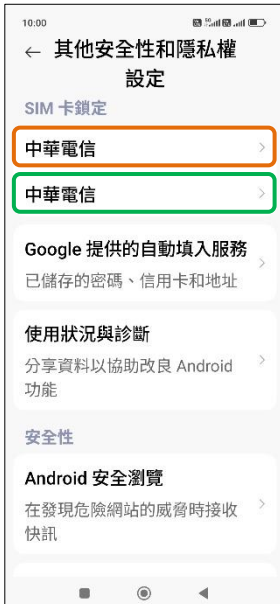 10:00
← 其他安全性和隱私權
設定
SIM 卡鎖定
中華電信
中華電信
Google 提供的自動填入服務
已儲存的密碼、信用卡和地址
使用狀況與診斷
分享資料以協助改良 Android
功能
安全性
Android 安全瀏覽
在發現危險網站的威脅時接收
快訊